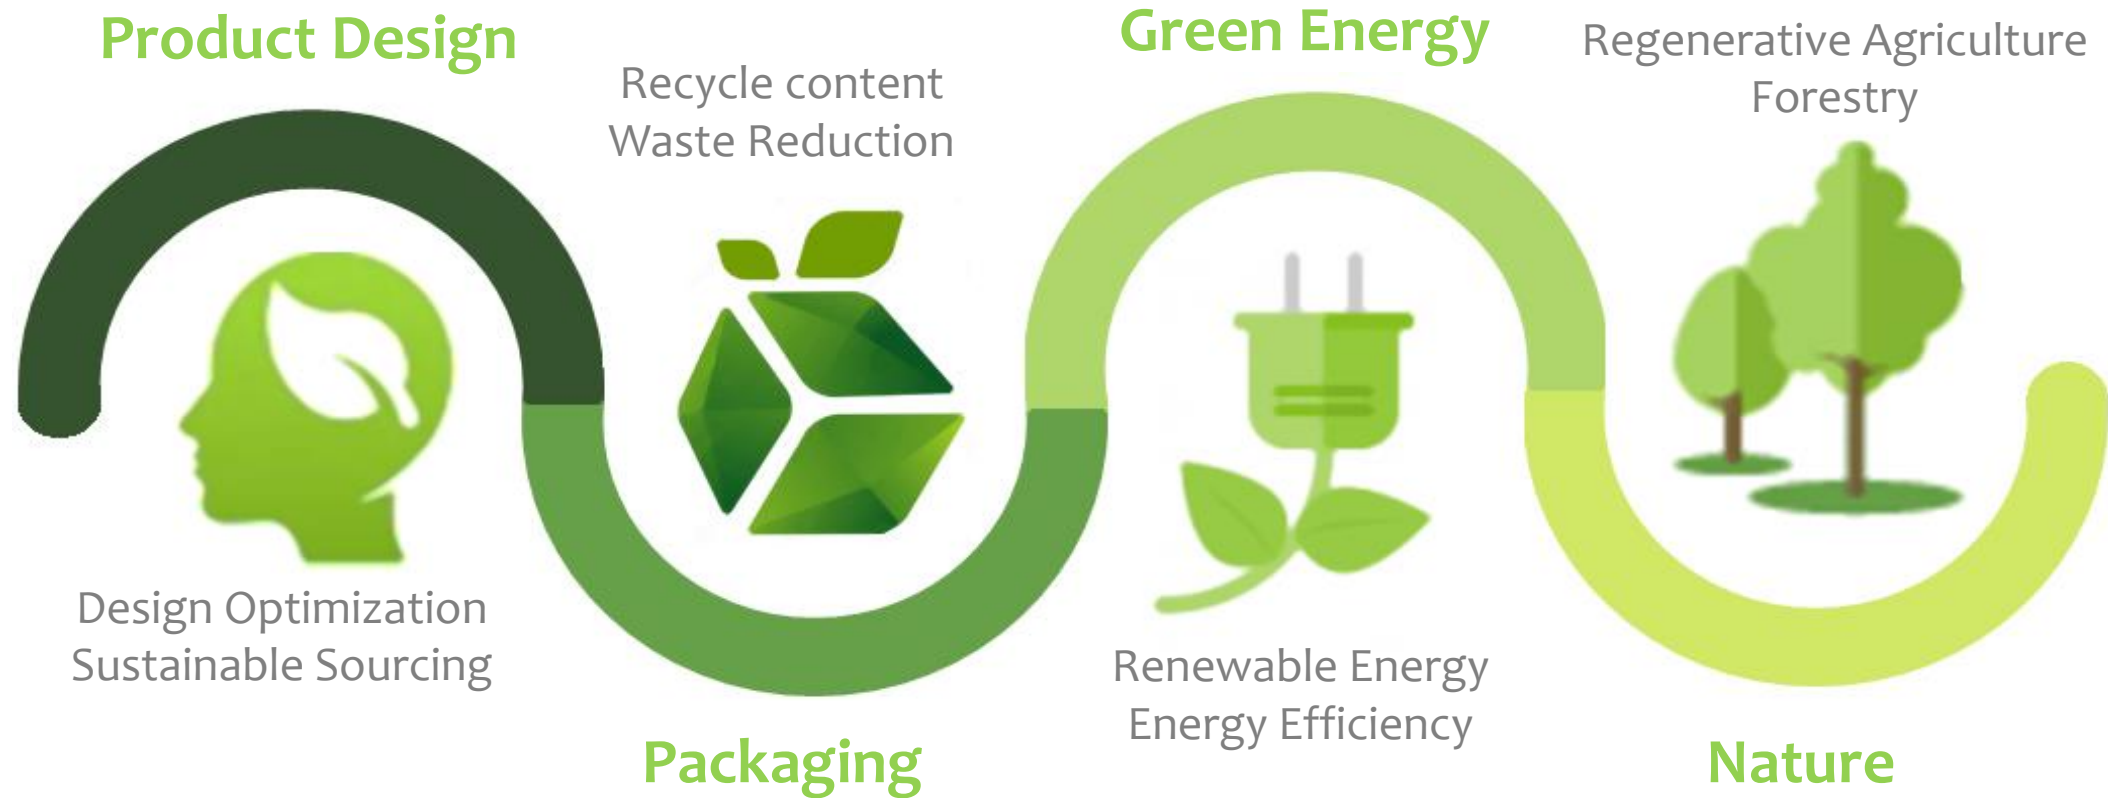 Product Design
Design Optimization
Sustainable Sourcing
Recycle content
Waste Reduction
Packaging
Green Energy
Renewable Energy
Energy Efficiency
Regenerative Agriculture
Forestry
Nature